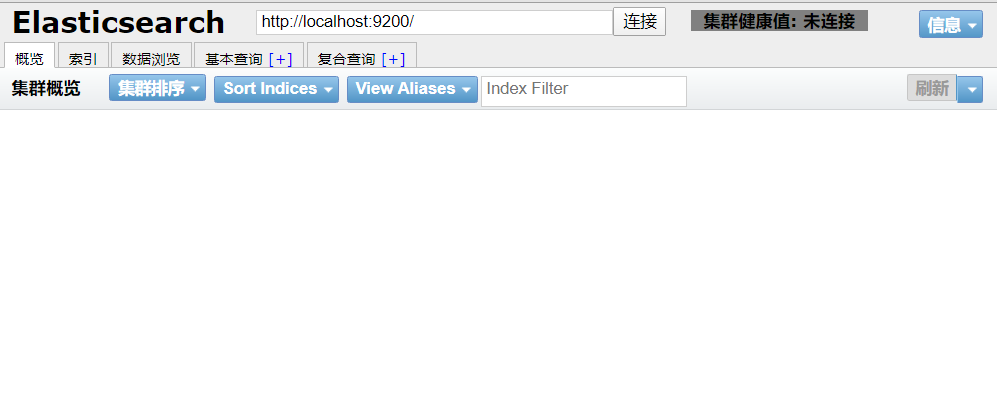 Elasticsearch http://localhost:9200/ 连接 集群健康值: 未连接 信息
概览 索引 数据浏览 基本查询 [+] 复合查询 [+]
集群概览 集群排序 Sort Indices View Aliases Index Filter 刷新